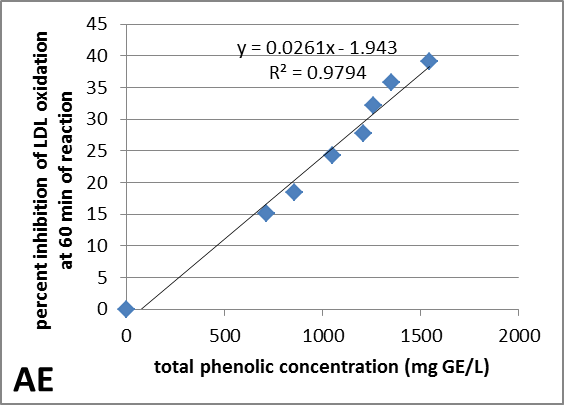 45
40
35
30
25
20
15
10
5
0
percent inhibition of LDL oxidation
at 60 min of reaction
y = 0.0261x - 1.943
R² = 0.9794
0 500 1000 1500 2000
total phenolic concentration (mg GE/L)
AE